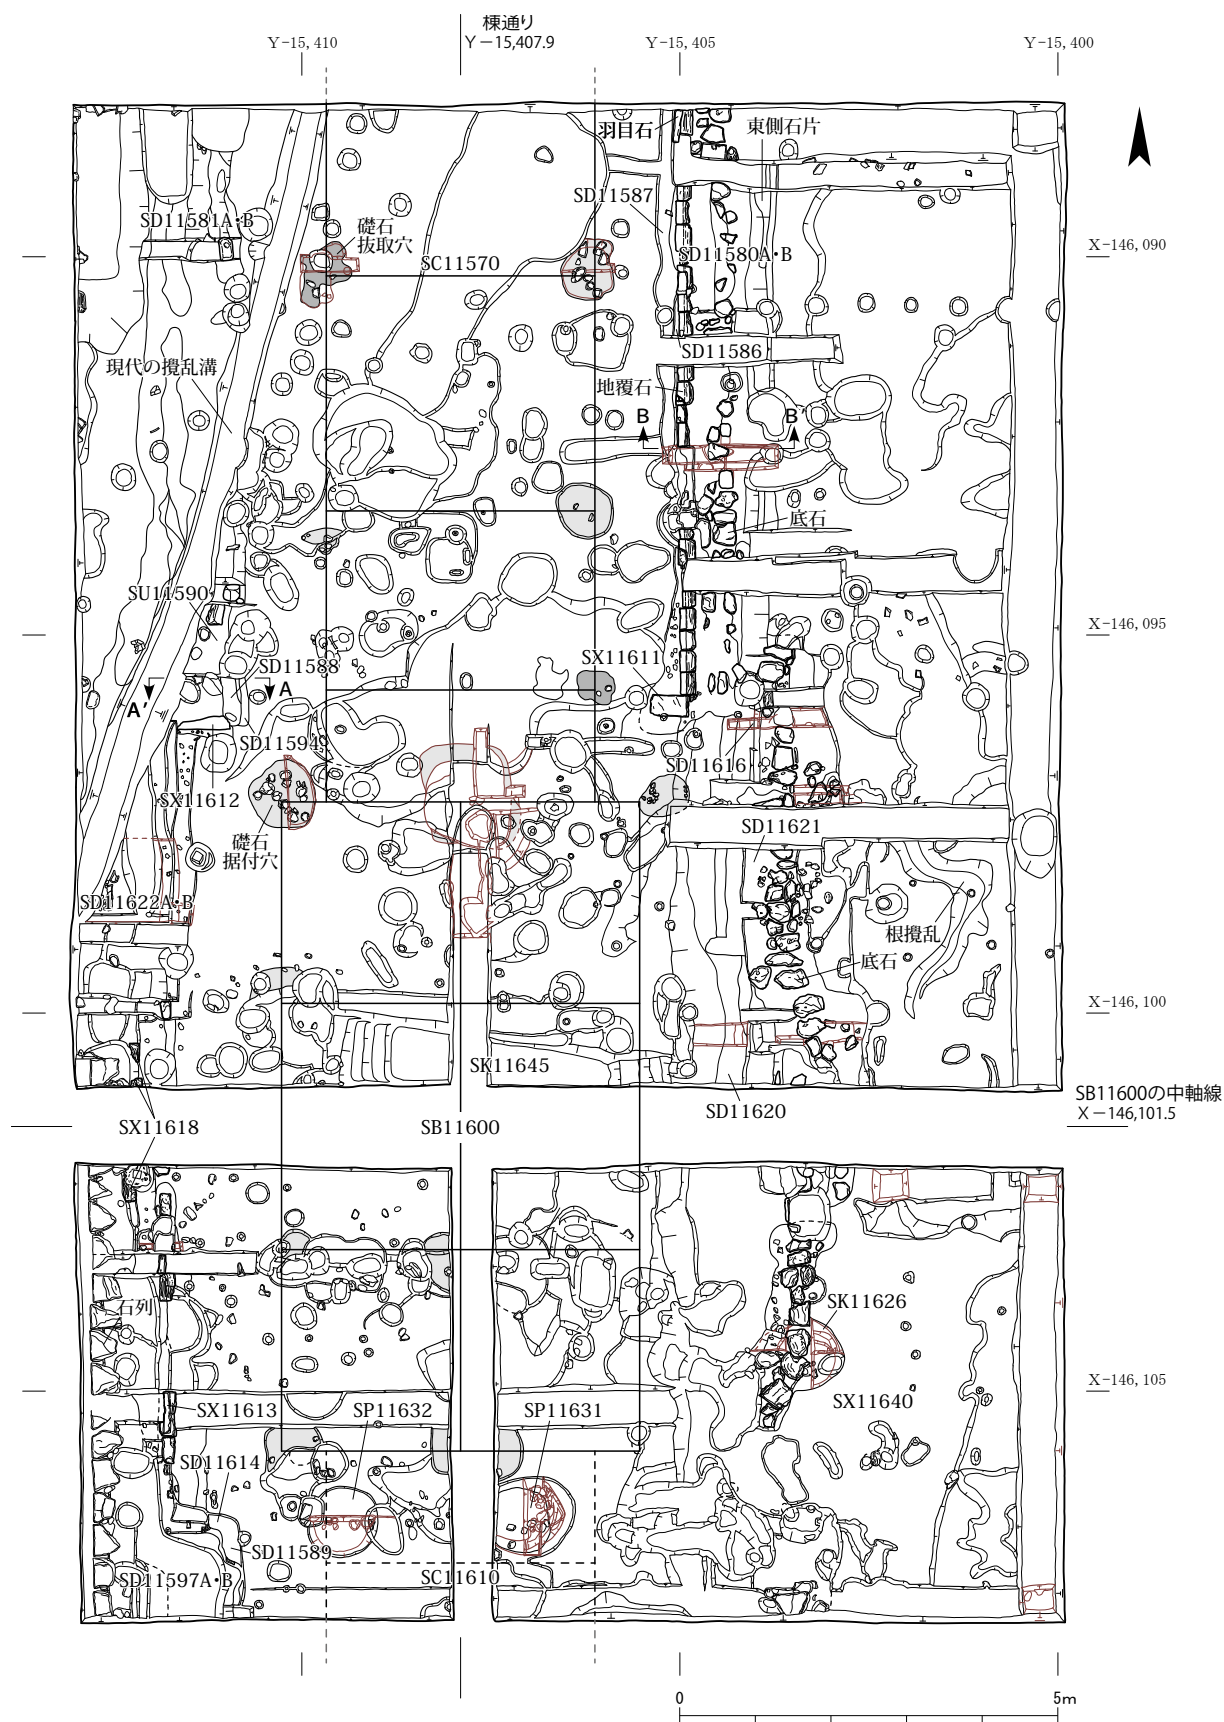 棟通り
Y－15,407.9
Y-15, 410
Y-15, 405
Y-15, 400
羽目石
東側石片
SD11587
SD11581A･B
礎石
抜取穴
SC11570
SD11580A･B
X-146, 090
SD11586
現代の攪乱溝
地覆石
B
B′
底石
SU11590
X-146, 095
SX11611
SD11588
A
A′
SD11594
SD11616
SX11612
SD11621
礎石
据付穴
SD11622A･B
根攪乱
底石
X-146, 100
SK11645
SB11600の中軸線
X－146,101.5
SD11620
SX11618
SB11600
石列
SK11626
X-146, 105
SX11613
SP11632
SP11631
SX11640
SD11614
SD11589
SD11597A･B
SC11610
0
5m